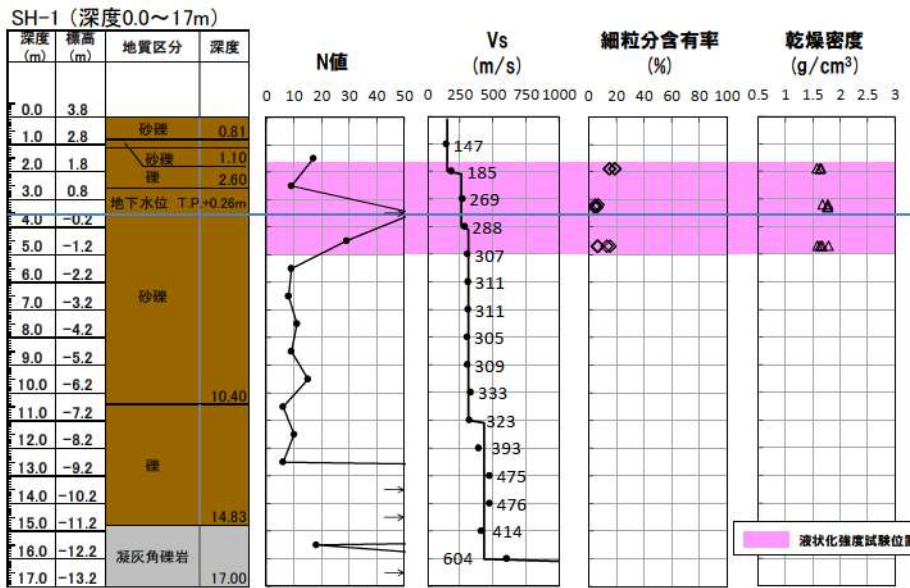 SH-1 (深度0.0～17m)
深度 標高 地質区分 深度
(m) (m)
N値
Vs
(m/s)
細粒分含有率
(%)
乾燥密度
(g/cm³)
0 10 20 30 40 50
0 250 500 750 1000
0 20 40 60 80 100
0.5 1 1.5 2 2.5 3
0.0 3.8
砂礫 0.81
1.0 2.8
147
砂礫 1.10
2.0 1.8
185
礫 2.60
3.0 0.8
269
地下水位 T.P.+0.26m
4.0 -0.2
288
5.0 -1.2
307
6.0 -2.2
311
砂礫
7.0 -3.2
311
8.0 -4.2
305
9.0 -5.2
309
10.0 -6.2
333
10.40
11.0 -7.2
323
12.0 -8.2
393
礫
13.0 -9.2
475
14.0 -10.2
476
14.83
15.0 -11.2
414
液状化強度試験位置
凝灰角礫岩
16.0 -12.2
604
17.0 -13.2
17.00